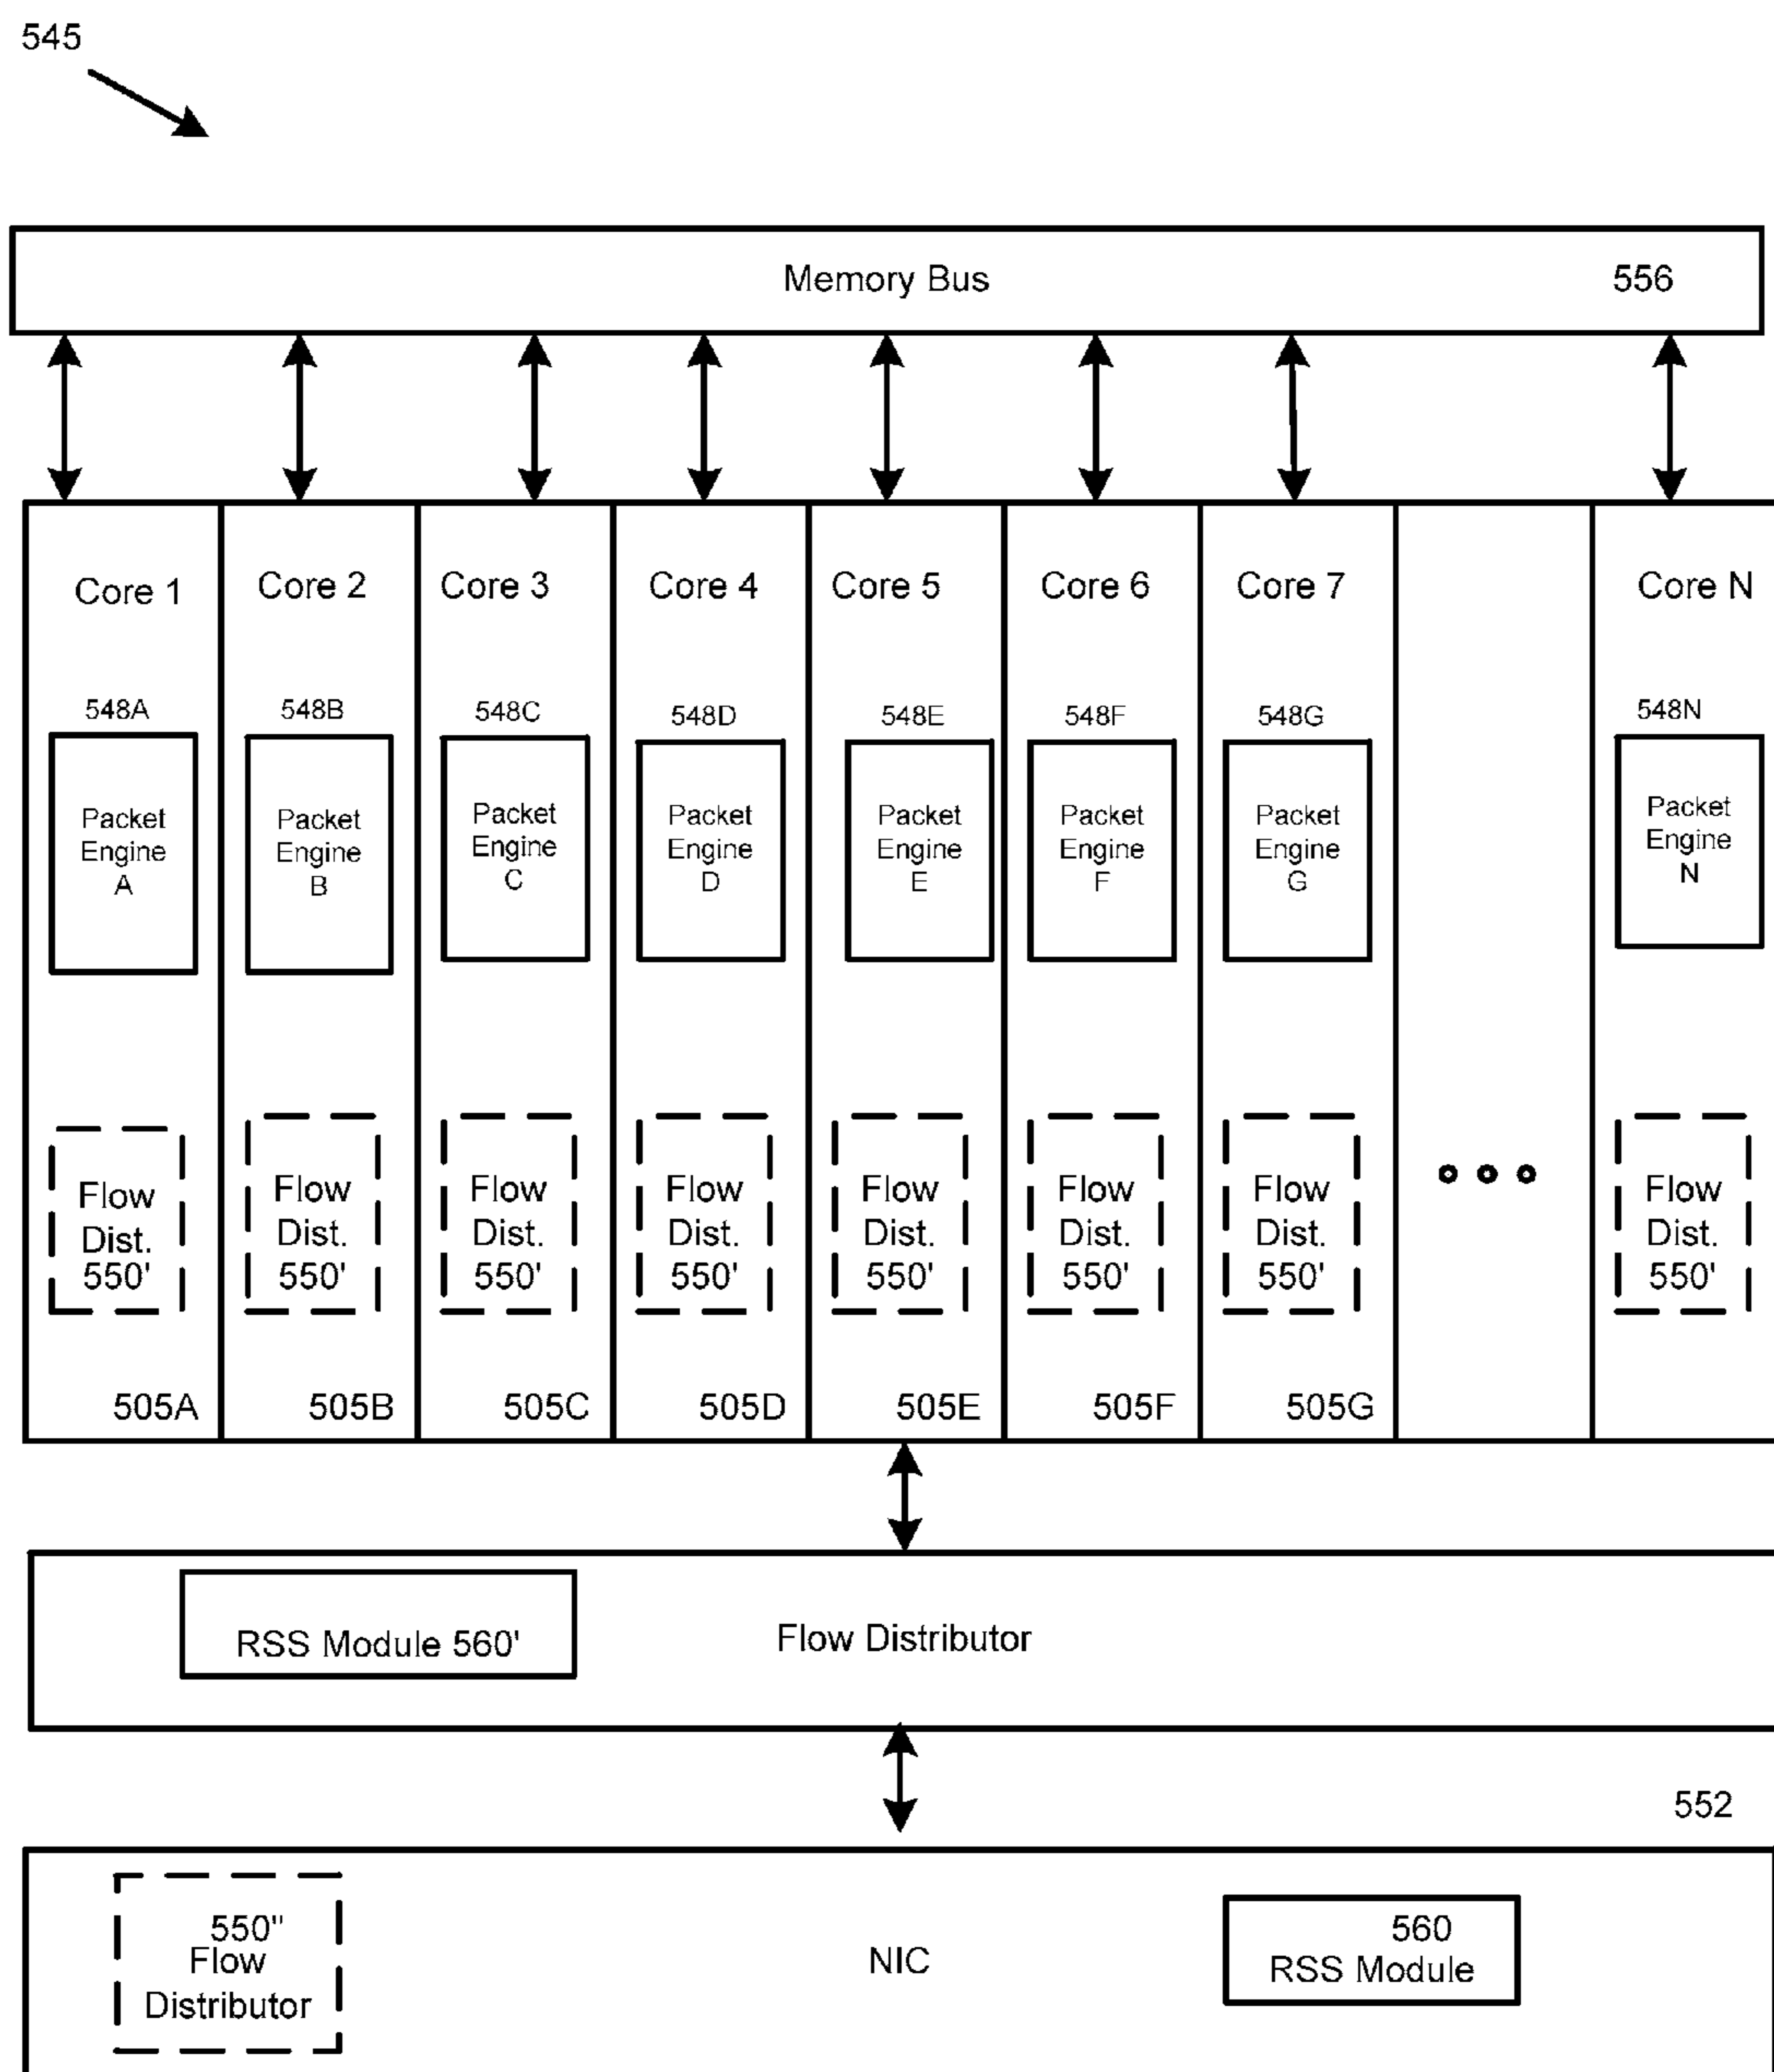 545
Memory Bus 556
Core 1 Core 2 Core 3 Core 4 Core 5 Core 6 Core 7 Core N
548A 548B 548C 548D 548E 548F 548G 548N
Packet Packet Packet Packet Packet Packet Packet Packet
Engine Engine Engine Engine Engine Engine Engine Engine
A B C D E F G N
Flow Flow Flow Flow Flow Flow Flow Flow
Dist. Dist. Dist. Dist. Dist. Dist. Dist. Dist.
550' 550' 550' 550' 550' 550' 550' 550'
505A 505B 505C 505D 505E 505F 505G
RSS Module 560' Flow Distributor
552
550"
Flow
Distributor
NIC
560
RSS Module